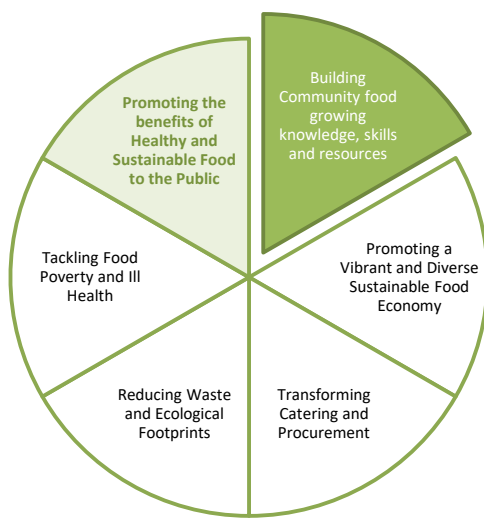 Promoting the
benefits of
Healthy and
Sustainable Food
to the Public
Building
Community food
growing
knowledge, skills
and resources
Tackling Food
Poverty and Ill
Health
Promoting a
Vibrant and Diverse
Sustainable Food
Economy
Reducing Waste
and Ecological
Footprints
Transforming
Catering and
Procurement